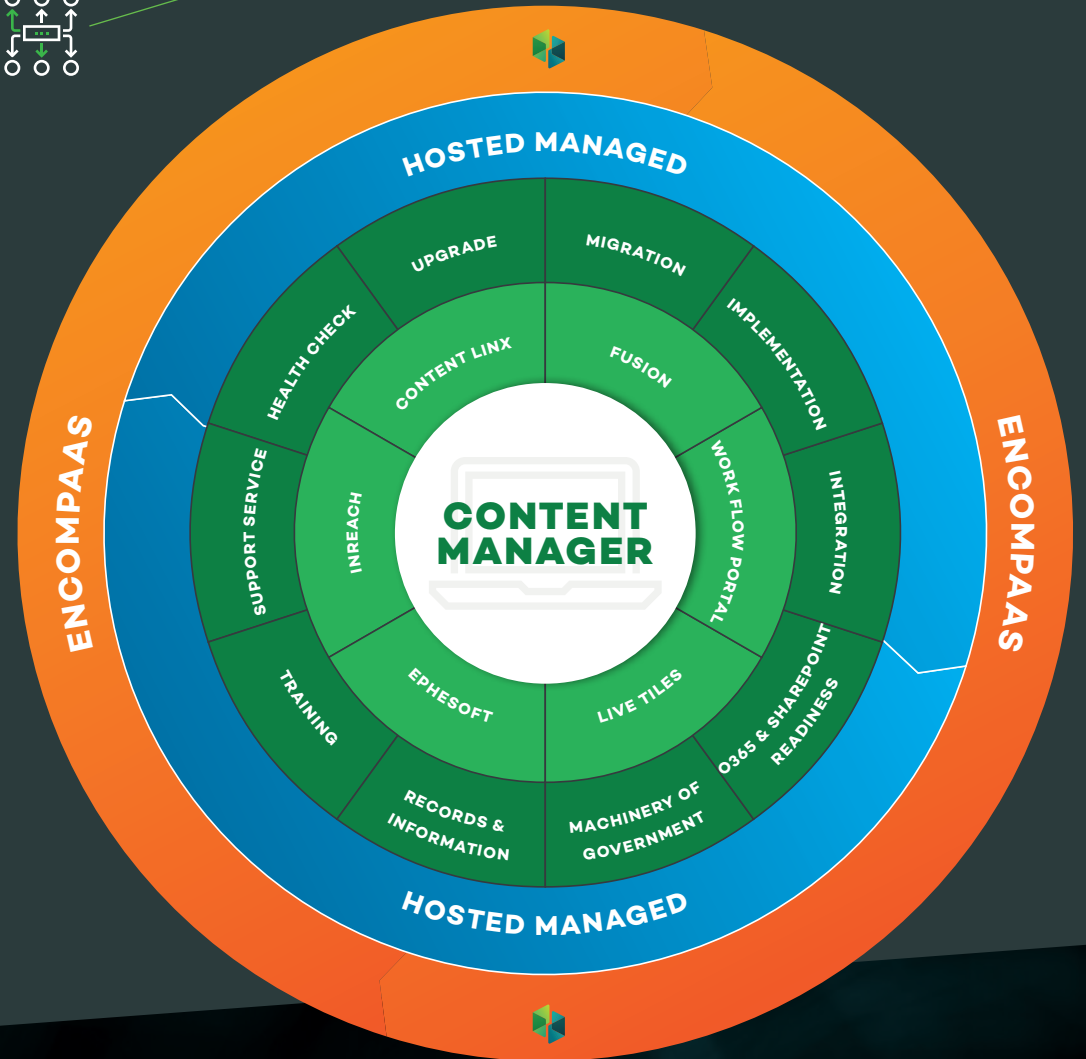 HOSTED MANAGED
UPGRADE
MIGRATION
IMPLEMENTATION
INTEGRATION
O365 & SHAREPOINT
READINESS
MACHINERY OF
GOVERNMENT
RECORDS &
INFORMATION
TRAINING
SUPPORT SERVICE
HEALTH CHECK
CONTENT LINX
FUSION
WORK FLOW PORTAL
LIVE TILES
EPHESOFT
INREACH
CONTENT
MANAGER
ENCOMPAAS
ENCOMPAAS
HOSTED MANAGED